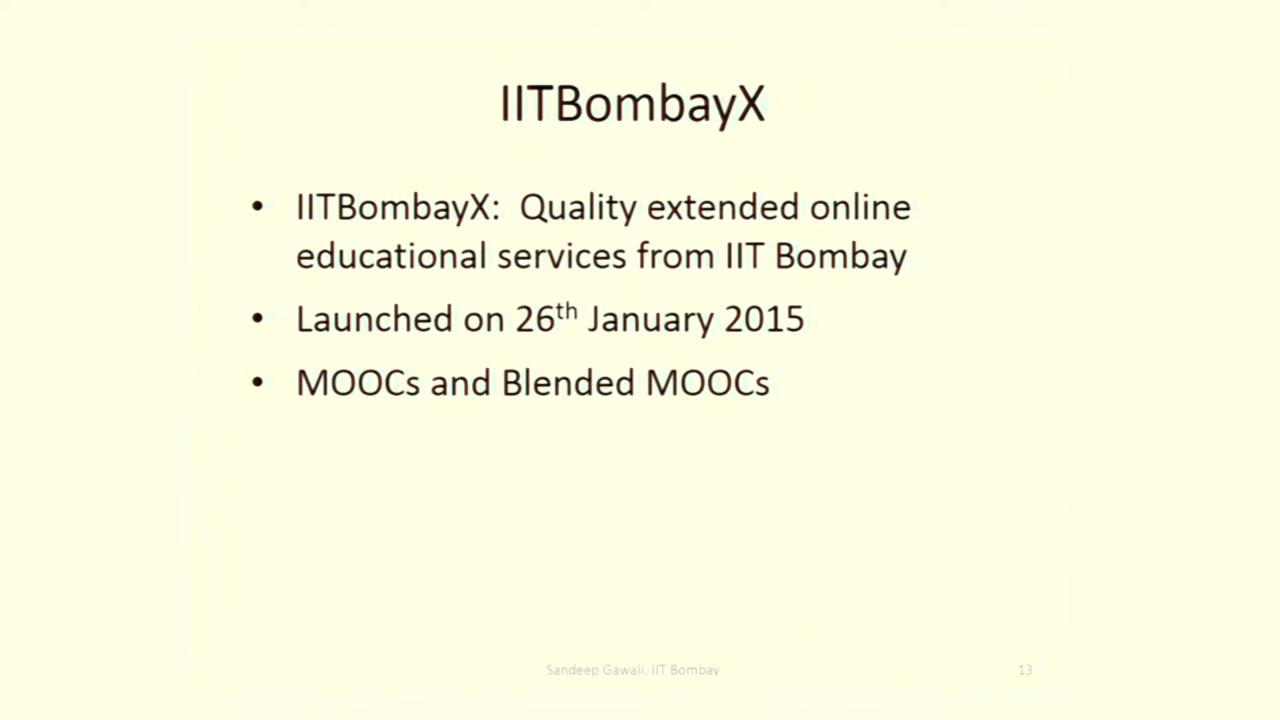 IITBombayX
• IITBombayX:  Quality extended online
educational services from IIT Bombay
• Launched on 26th January 2015
• MOOCs and Blended MOOCs
Sandeep Gawali, IIT Bombay
13